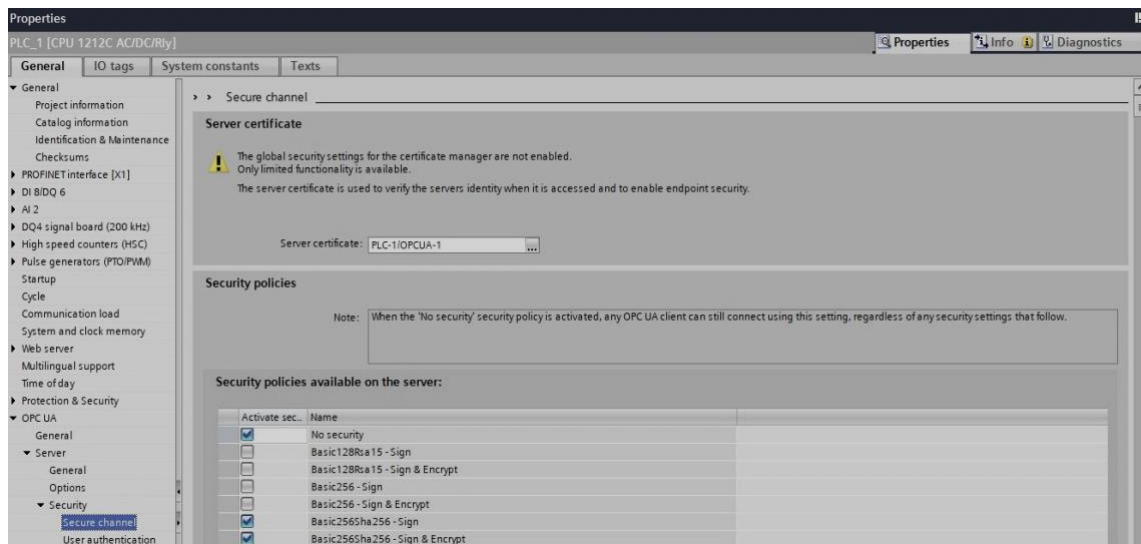 Properties
PLC_1 [CPU 1212C AC/DC/Rly]
Properties
Info
Diagnostics
General
IO tags
System constants
Texts
General
Project information
Catalog information
Identification & Maintenance
Checksums
PROFINET interface [X1]
DI 8/DQ 6
AI 2
DQ4 signal board (200 kHz)
High speed counters (HSC)
Pulse generators (PTO/PWM)
Startup
Cycle
Communication load
System and clock memory
Web server
Multilingual support
Time of day
Protection & Security
OPC UA
General
Server
General
Options
Security
Secure channel
User authentication
> > Secure channel
Server certificate
The global security settings for the certificate manager are not enabled.
Only limited functionality is available.
The server certificate is used to verify the servers identity when it is accessed and to enable endpoint security.
Server certificate: PLC-1/OPCUA-1 ...
Security policies
Note: When the 'No security' security policy is activated, any OPC UA client can still connect using this setting, regardless of any security settings that follow.
Security policies available on the server:
Activate sec... Name
No security
Basic128Rsa15 - Sign
Basic128Rsa15 - Sign & Encrypt
Basic256 - Sign
Basic256 - Sign & Encrypt
Basic256Sha256 - Sign
Basic256Sha256 - Sign & Encrypt